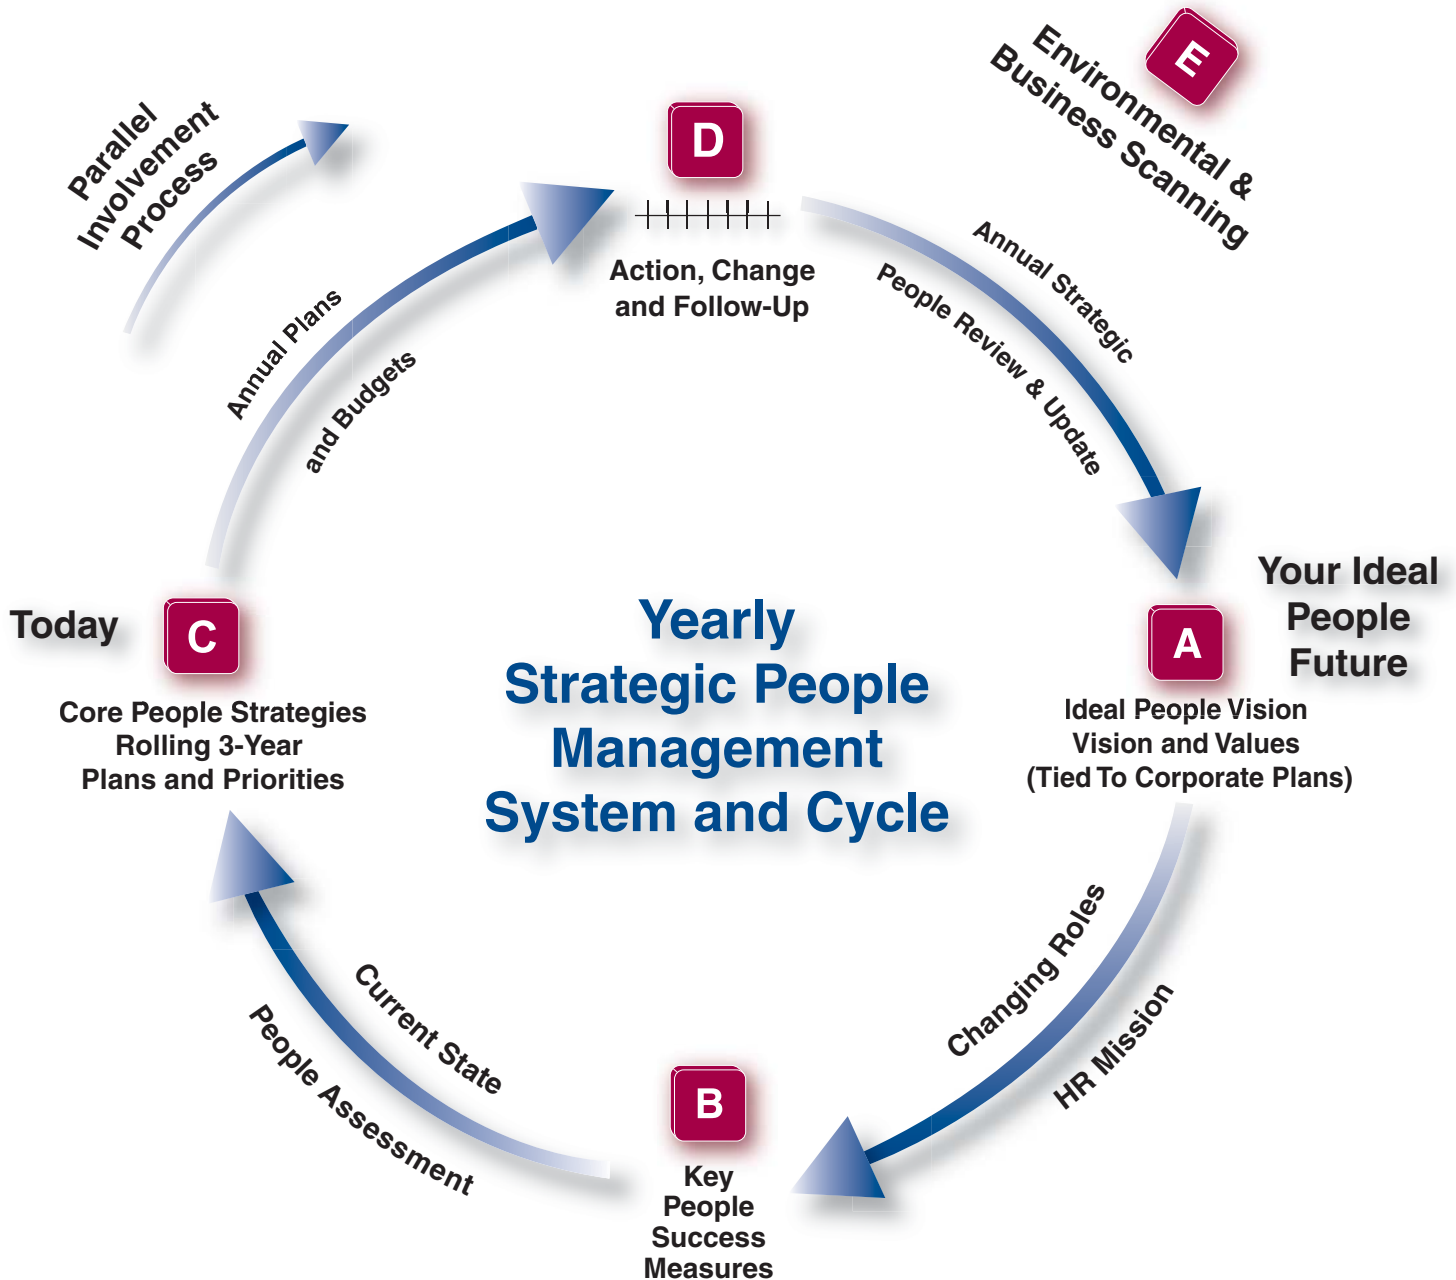 Parallel
Involvement
Process
D
Action, Change
and Follow-Up
E
Environmental &
Business Scanning
Annual Plans
and Budgets
Annual Strategic
People Review & Update
Today
C
Core People Strategies
Rolling 3-Year
Plans and Priorities
Yearly
Strategic People
Management
System and Cycle
A
Your Ideal
People
Future
Ideal People Vision
Vision and Values
(Tied To Corporate Plans)
Current State
People Assessment
Changing Roles
HR Mission
B
Key
People
Success
Measures